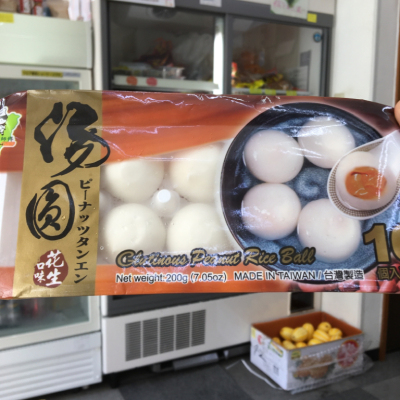 湯圓
ピーナッツタンエン
花生
口味
Glutinous Peanut Rice Ball
Net weight: 200g (7.05oz) MADE IN TAIWAN / 台灣製造
10
個入